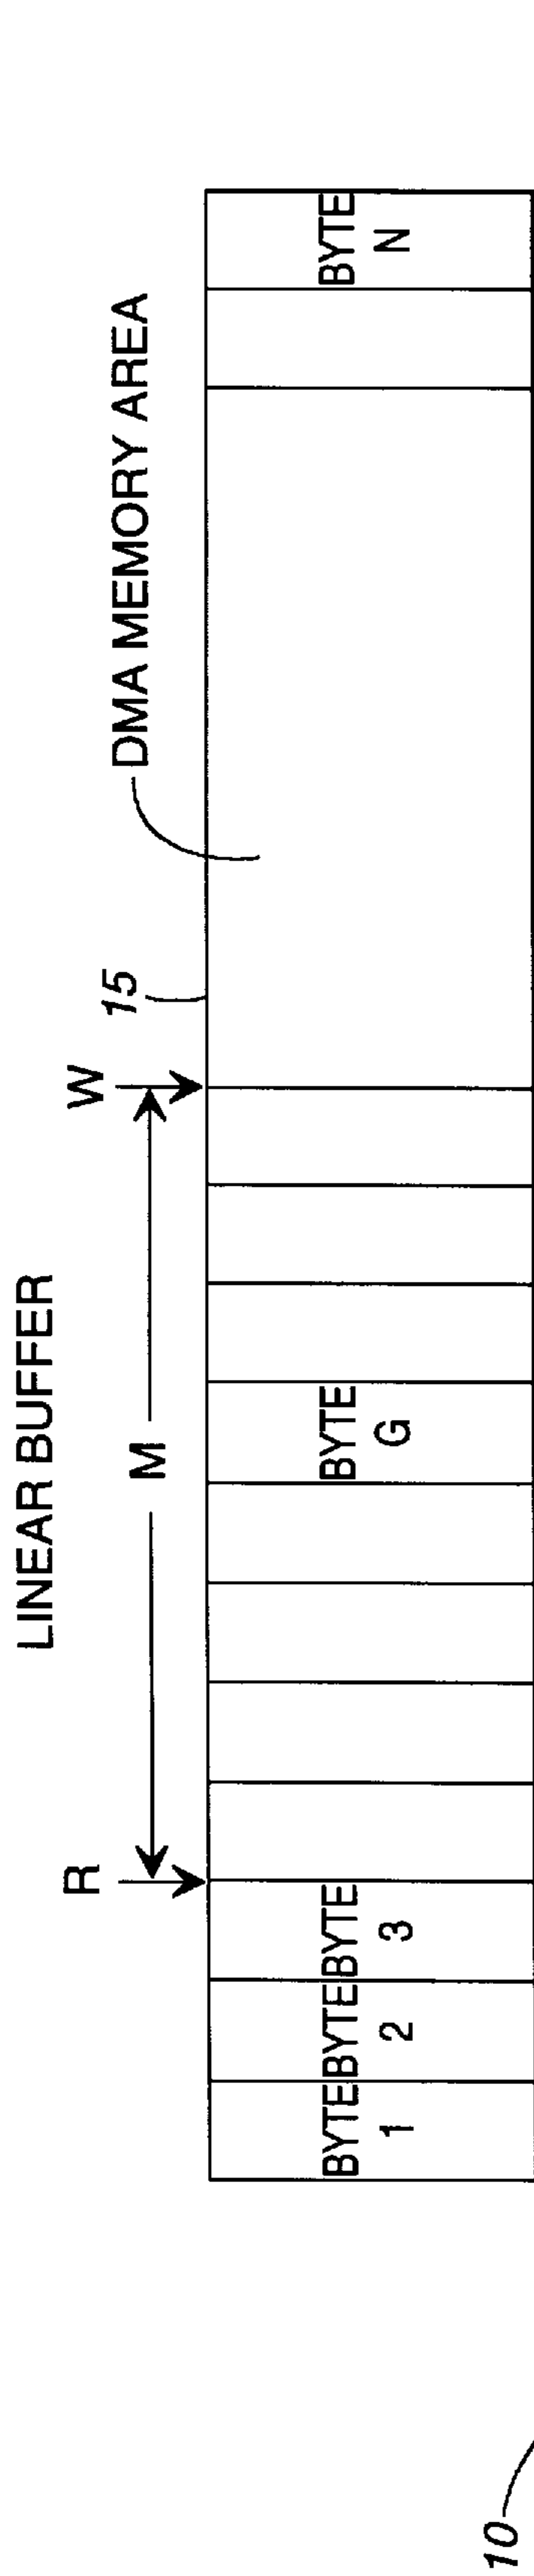 LINEAR BUFFER
R
M
W
15
DMA MEMORY AREA
BYTE
1
BYTE
2
BYTE
3
BYTE
G
BYTE
N
10